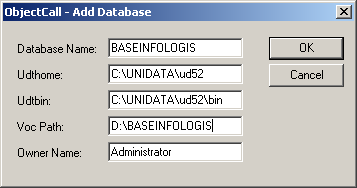 ObjectCall - Add Database
Database Name: BASEINFOLOGIS OK
Udthome: C:\UNIDATA\ud52 Cancel
Udtbin: C:\UNIDATA\ud52\bin
Voc Path: D:\BASEINFOLOGIS
Owner Name: Administrator